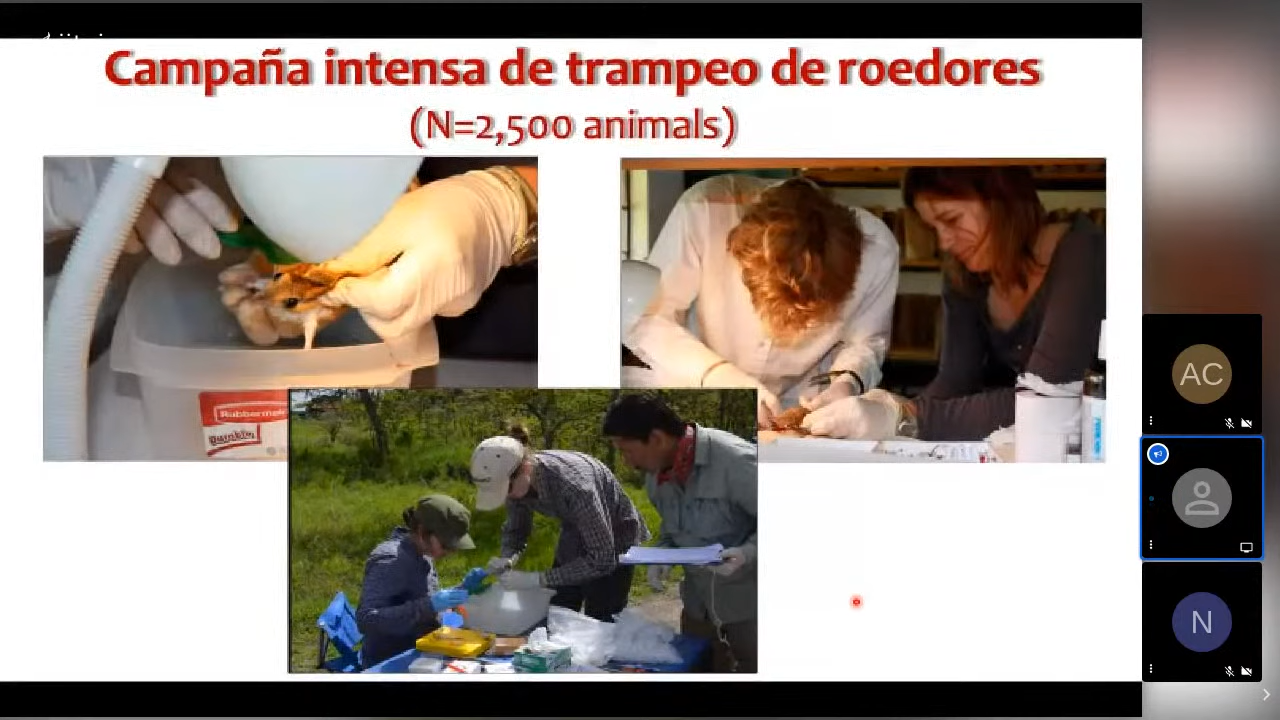 Campaña intensa de trampeo de roedores
(N=2,500 animals)
Rubbermaid
AC
N